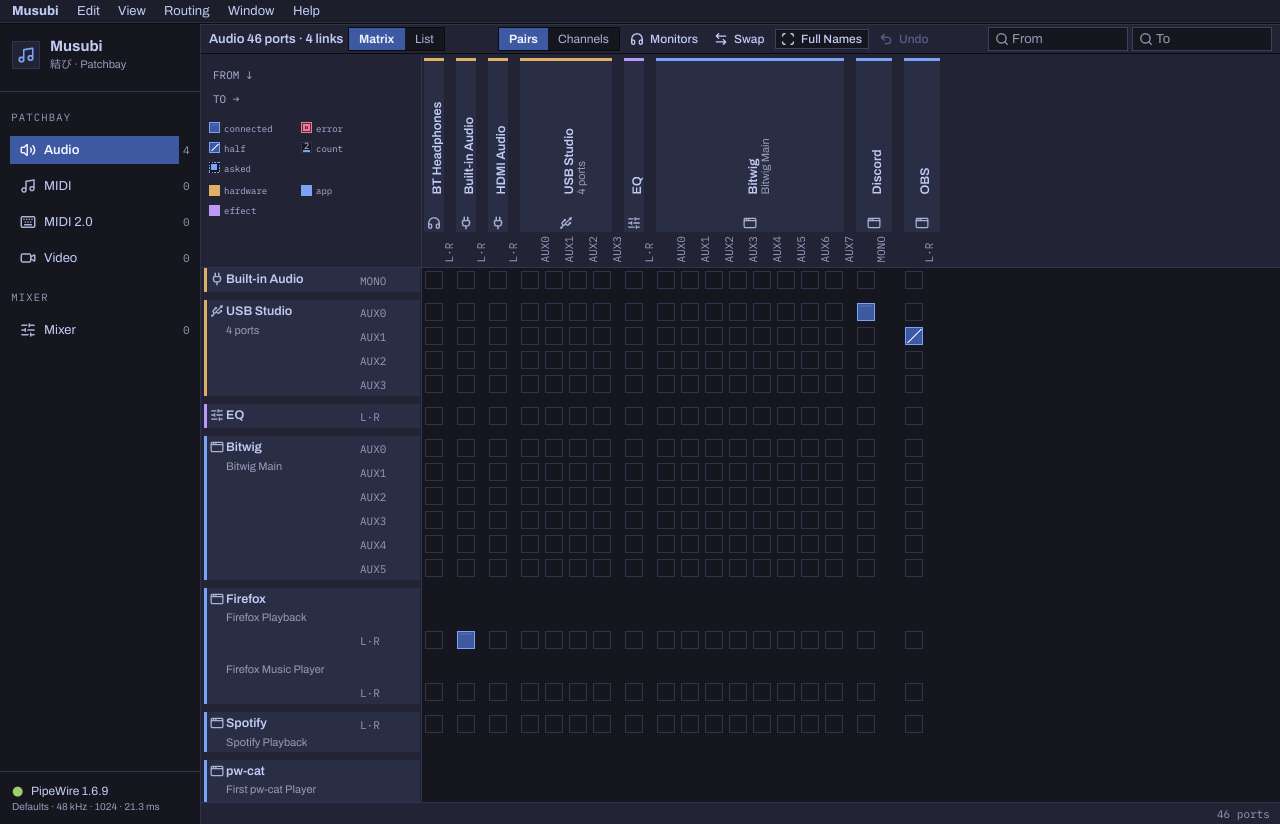 Musubi Edit View Routing Window Help
Musubi
結び · Patchbay
PATCHBAY
Audio 4
MIDI 0
MIDI 2.0 0
Video 0
MIXER
Mixer 0
PipeWire 1.6.9
Defaults · 48 kHz · 1024 · 21.3 ms
Audio 46 ports · 4 links Matrix List Pairs Channels Monitors Swap Full Names Undo From To
FROM ↓
TO →
connected error
half 2 count
asked
hardware app
effect
BT Headphones
Built-in Audio
HDMI Audio
USB Studio
4 ports
EQ
Bitwig
Bitwig Main
Discord
OBS
L·R L·R L·R AUX0 AUX1 AUX2 AUX3 L·R AUX0 AUX1 AUX2 AUX3 AUX4 AUX5 AUX6 AUX7 MONO L·R
Built-in Audio MONO
USB Studio AUX0
4 ports
AUX1
AUX2
AUX3
EQ L·R
Bitwig AUX0
Bitwig Main
AUX1
AUX2
AUX3
AUX4
AUX5
Firefox
Firefox Playback
L·R
Firefox Music Player
L·R
Spotify L·R
Spotify Playback
pw-cat
First pw-cat Player
46 ports